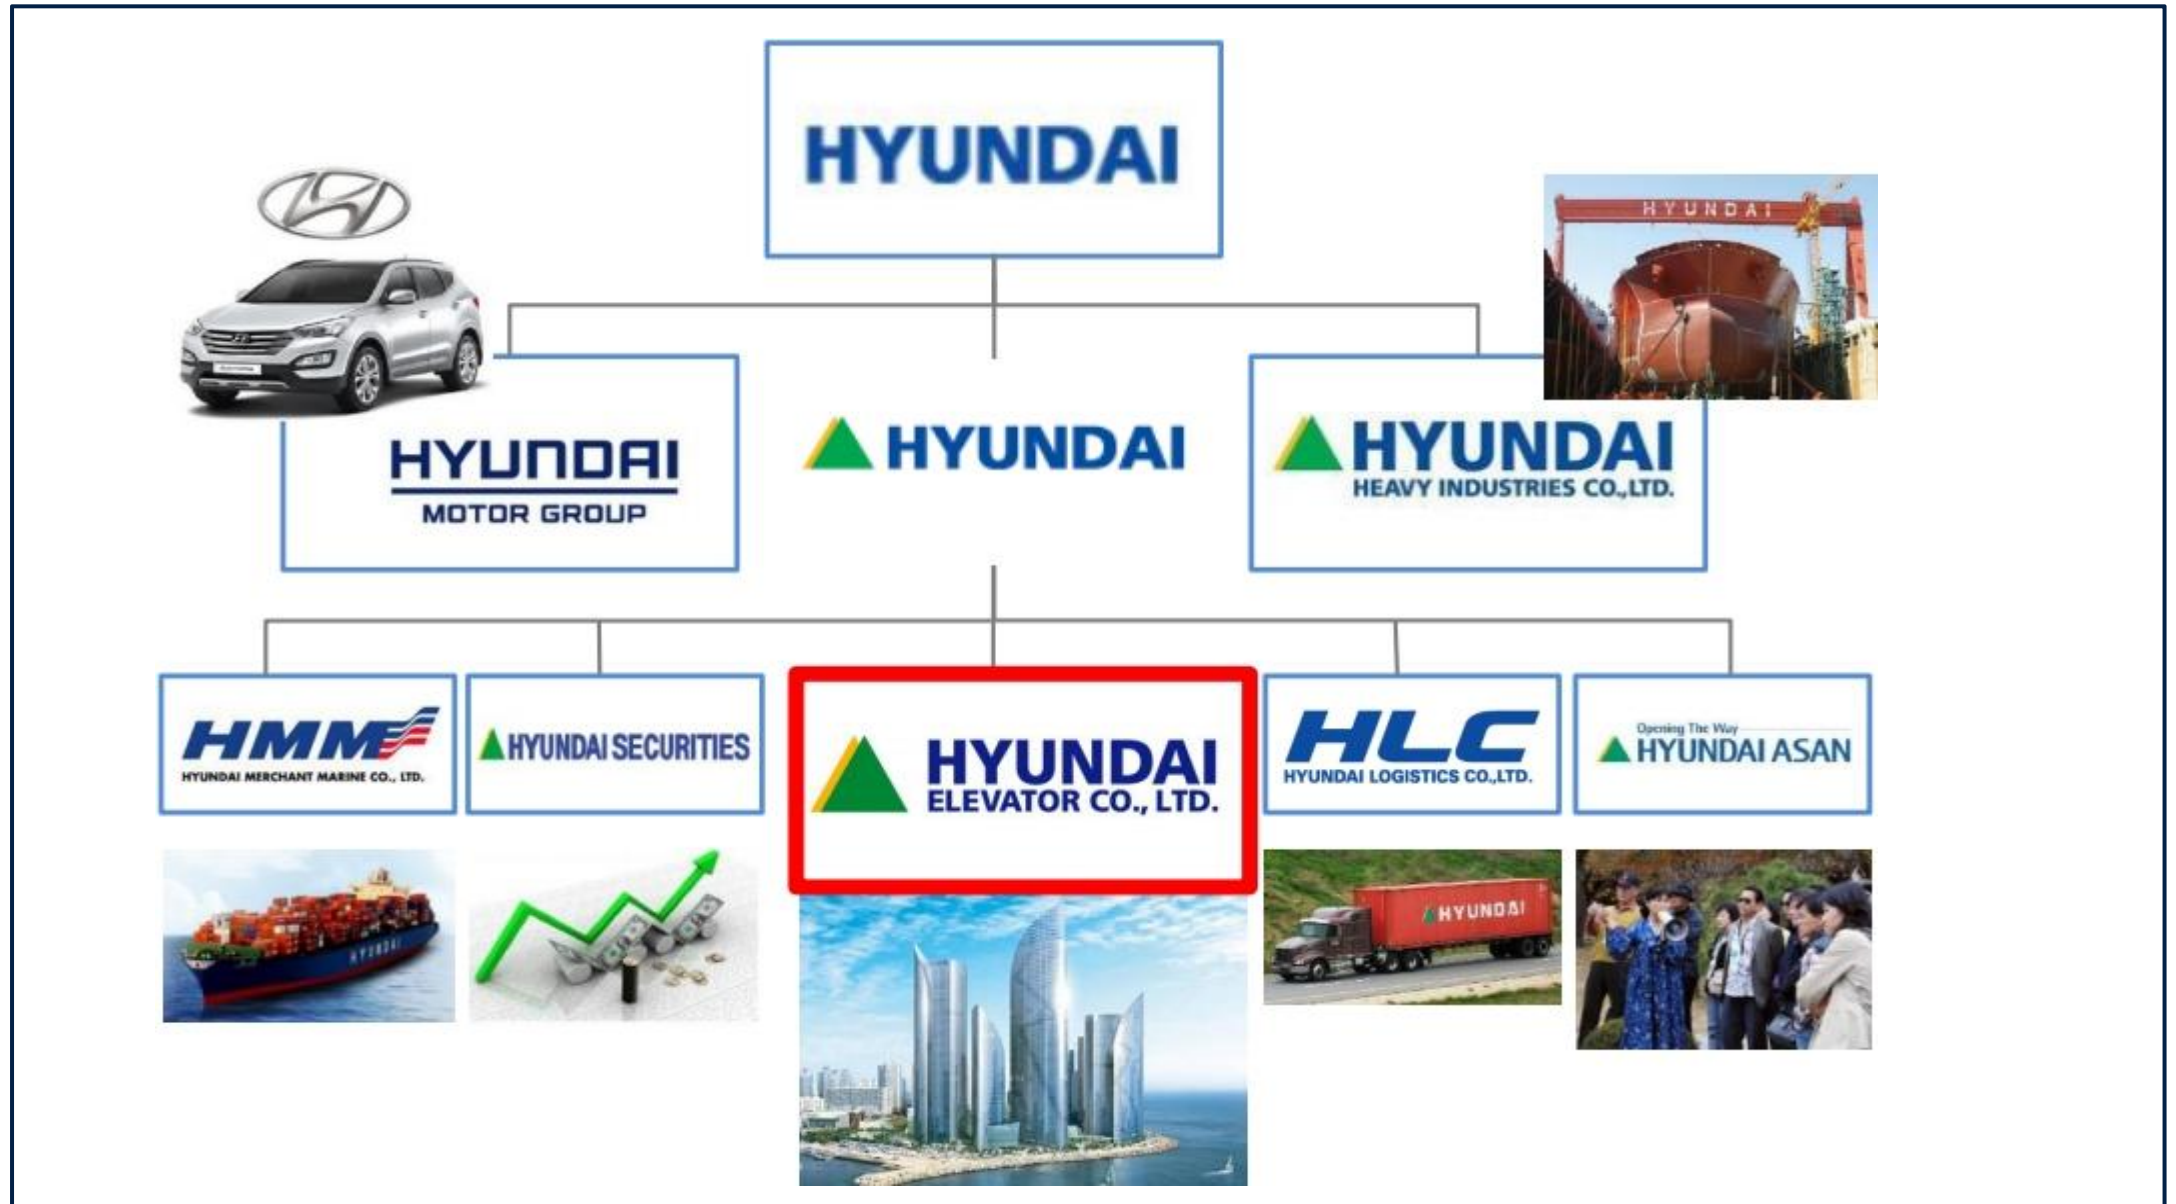 HYUNDAI
HYUNDAI
HYUNDAI
MOTOR GROUP
HYUNDAI
HYUNDAI
HEAVY INDUSTRIES CO.,LTD.
HMM
HYUNDAI MERCHANT MARINE CO., LTD.
HYUNDAI SECURITIES
HYUNDAI
ELEVATOR CO., LTD.
HLC
HYUNDAI LOGISTICS CO.,LTD.
Opening The Way
HYUNDAI ASAN
HYUNDAI
HYUNDAI